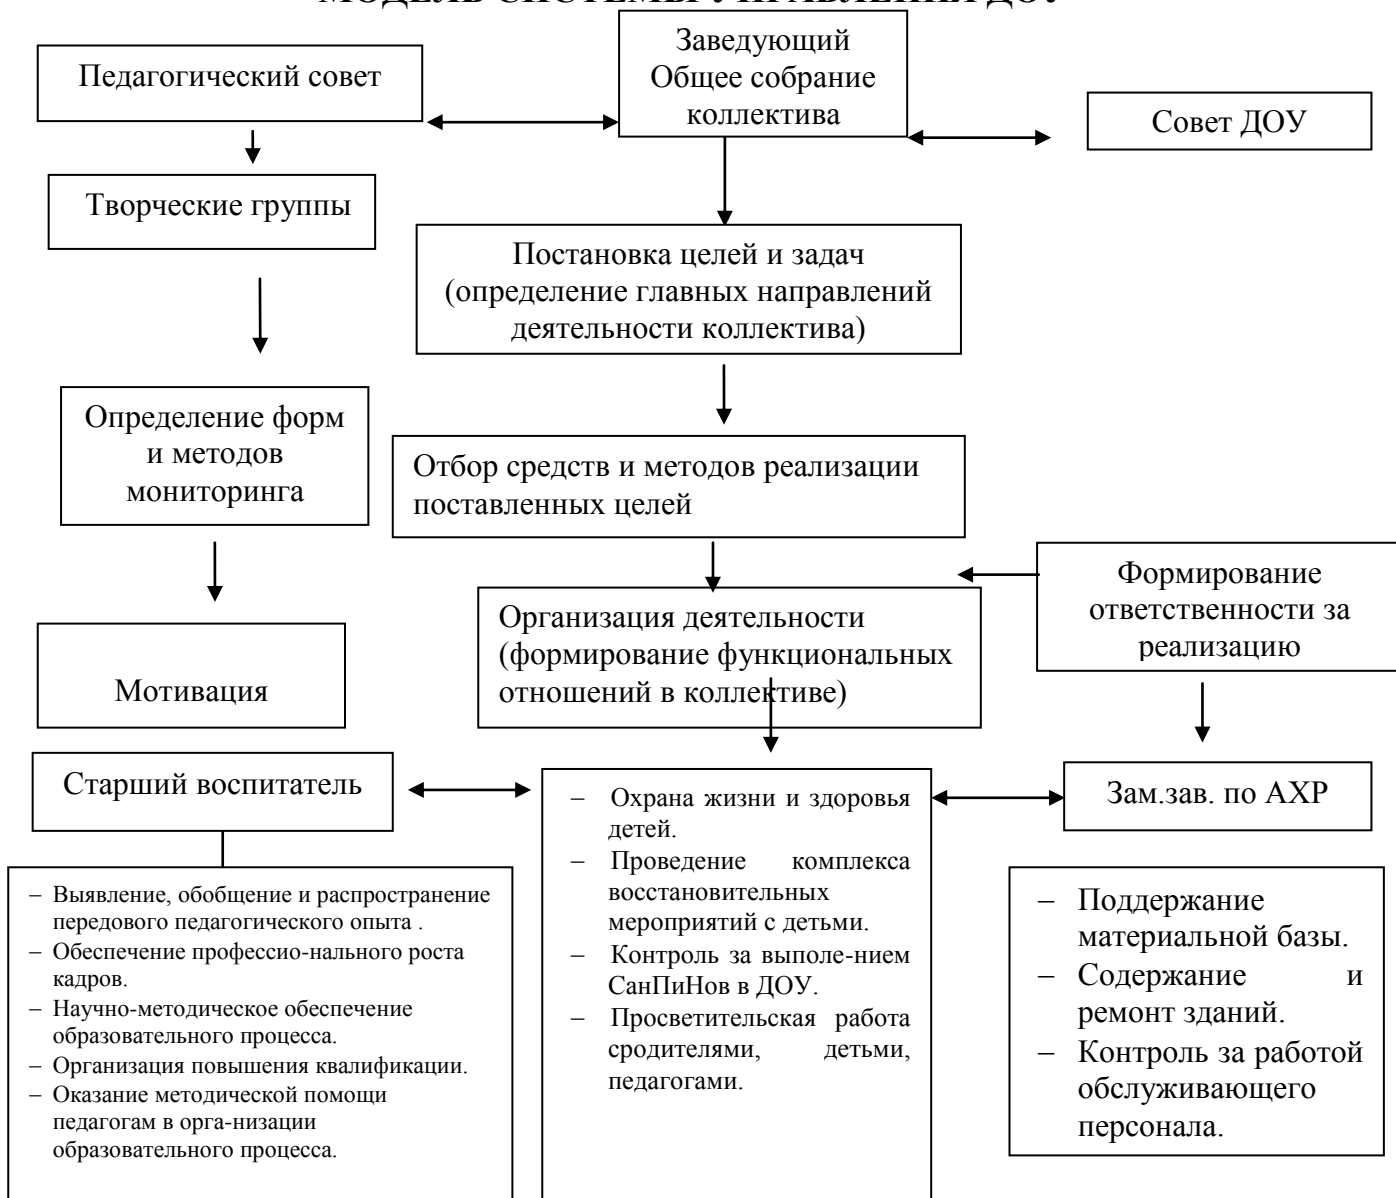 МОДЕЛЬ СИСТЕМЫ УПРАВЛЕНИЯ ДОУ
Педагогический совет
Заведующий
Общее собрание
коллектива
Совет ДОУ
Творческие группы
Постановка целей и задач
(определение главных направлений
деятельности коллектива)
Определение форм
и методов
мониторинга
Отбор средств и методов реализации
поставленных целей
Формирование
ответственности за
реализацию
Организация деятельности
(формирование функциональных
отношений в коллективе)
Мотивация
Старший воспитатель
Зам.зав. по АХР
– Выявление, обобщение и распространение
передового педагогического опыта .
– Обеспечение профессио-нального роста
кадров.
– Научно-методическое обеспечение
образовательного процесса.
– Организация повышения квалификации.
– Оказание методической помощи
педагогам в орга-низации
образовательного процесса.
– Охрана жизни и здоровья
детей.
– Проведение комплекса
восстановительных
мероприятий с детьми.
– Контроль за выполе-нием
СанПиНов в ДОУ.
– Просветительская работа
сродителями, детьми,
педагогами.
– Поддержание
материальной базы.
– Содержание и
ремонт зданий.
– Контроль за работой
обслуживающего
персонала.